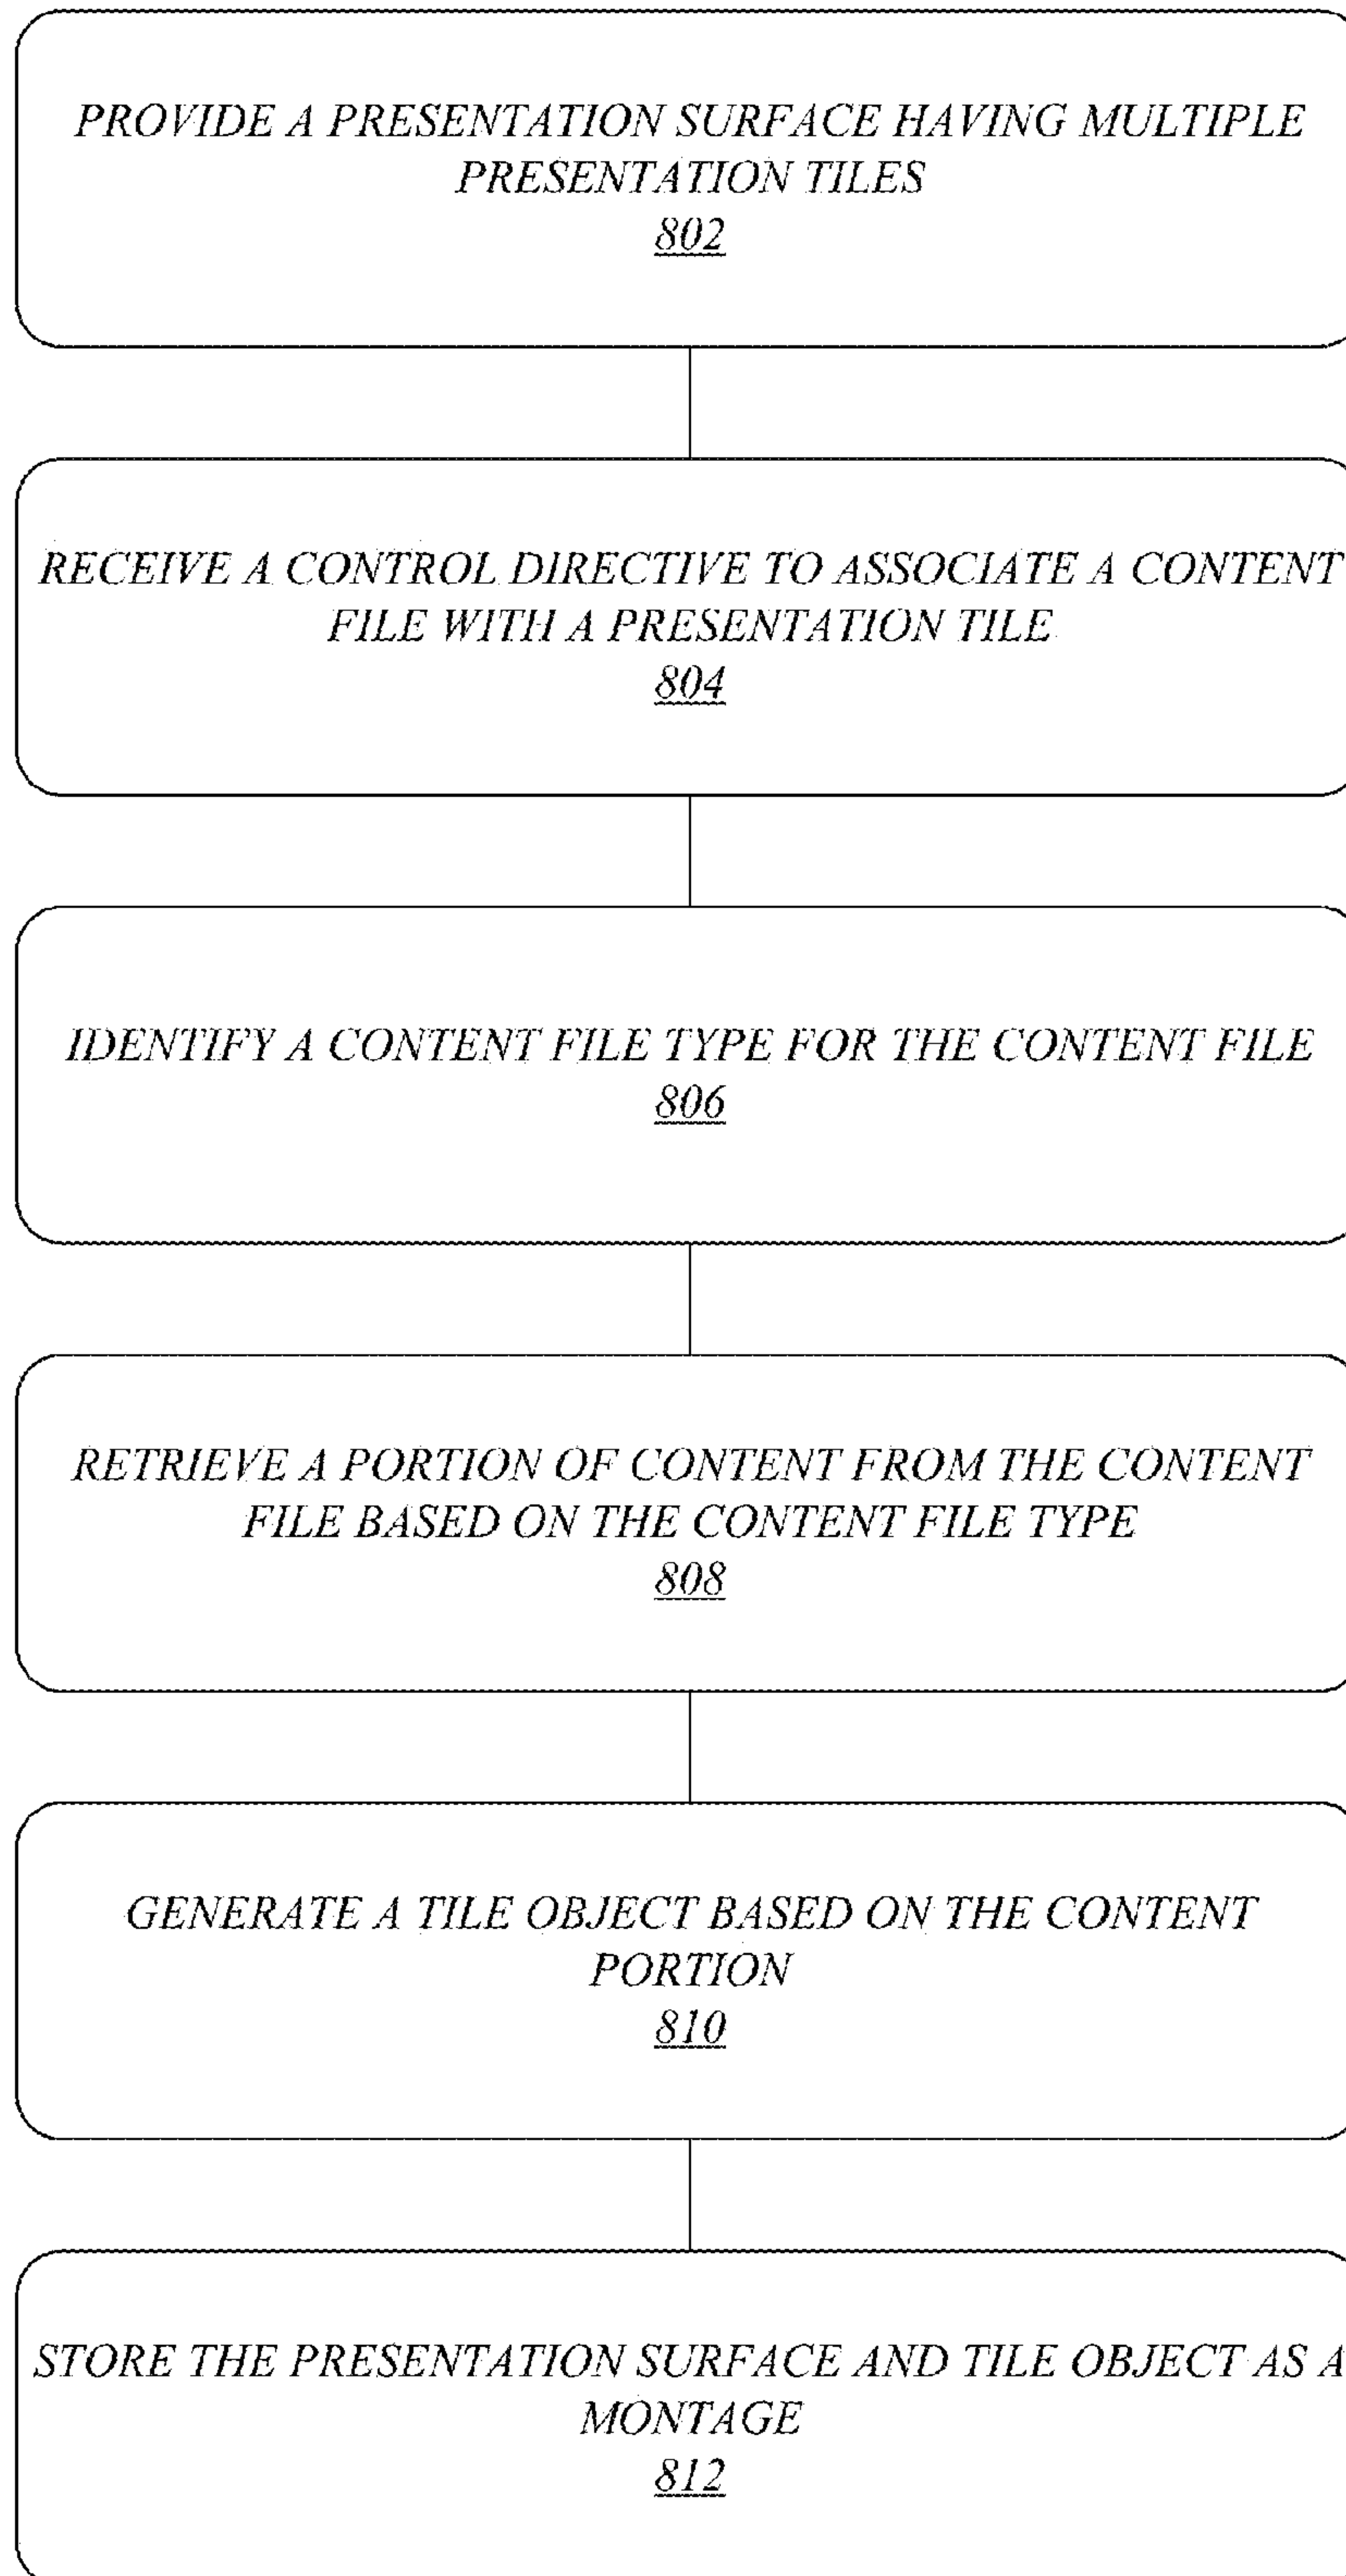 PROVIDE A PRESENTATION SURFACE HAVING MULTIPLE
PRESENTATION TILES
802
RECEIVE A CONTROL DIRECTIVE TO ASSOCIATE A CONTENT
FILE WITH A PRESENTATION TILE
804
IDENTIFY A CONTENT FILE TYPE FOR THE CONTENT FILE
806
RETRIEVE A PORTION OF CONTENT FROM THE CONTENT
FILE BASED ON THE CONTENT FILE TYPE
808
GENERATE A TILE OBJECT BASED ON THE CONTENT
PORTION
810
STORE THE PRESENTATION SURFACE AND TILE OBJECT AS A
MONTAGE
812